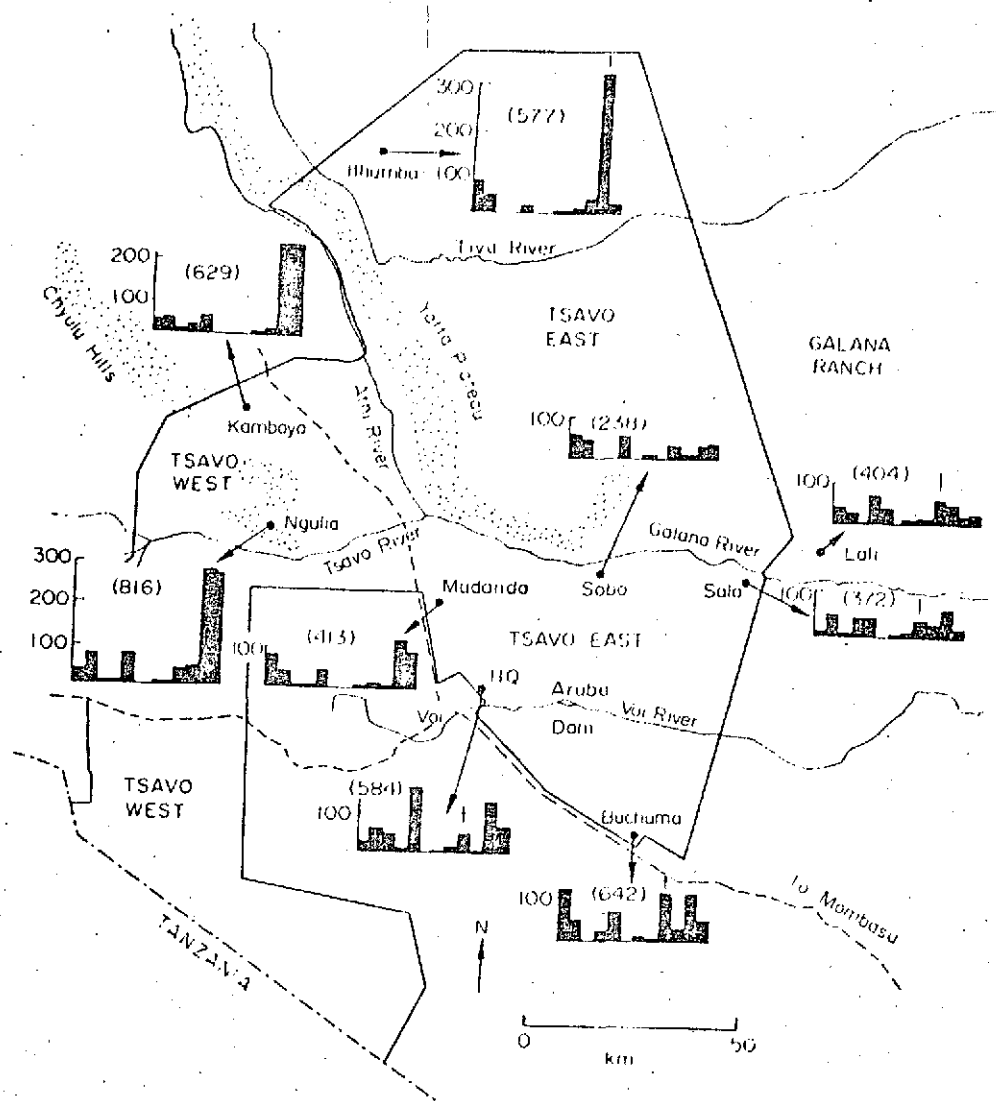 300
(577)
200
100
Tiva River
200
(629)
100
Chyulu Hills
Yatta Plateau
TSAVO
EAST
GALANA
RANCH
Athi River
Kamboyo
100
(238)
TSAVO
WEST
100
(404)
Ngulia
Galana River
Lali
Tsavo River
300
(816)
200
100
Mudanda
Sobo
Sala
100
(372)
100
(413)
TSAVO EAST
HQ
Aruba
Dam
Voi River
Voi
TSAVO
WEST
(584)
100
Buchuma
100
(642)
To Mombasa
N
TANZANIA
0
50
km